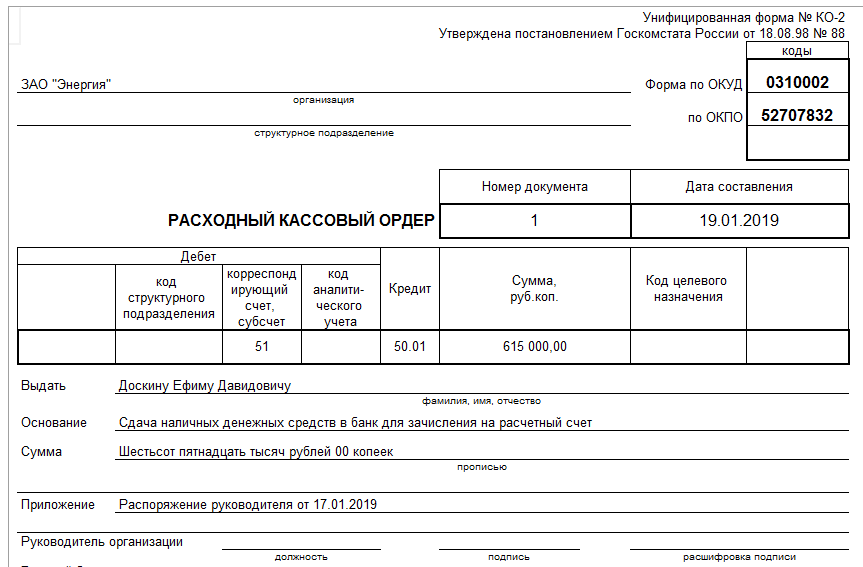 Унифицированная форма № КО-2
Утверждена постановлением Госкомстата России от 18.08.98 № 88
коды
ЗАО "Энергия"
Форма по ОКУД
0310002
организация
по ОКПО
52707832
структурное подразделение
Номер документа
Дата составления
РАСХОДНЫЙ КАССОВЫЙ ОРДЕР
1
19.01.2019
Дебет
код
структурного
подразделения
корреспонд
ирующий
счет,
субсчет
код
аналити-
ческого
учета
Кредит
Сумма,
руб.коп.
Код целевого
назначения
51
50.01
615 000,00
Выдать
Доскину Ефиму Давидовичу
фамилия, имя, отчество
Основание
Сдача наличных денежных средств в банк для зачисления на расчетный счет
Сумма
Шестьсот пятнадцать тысяч рублей 00 копеек
прописью
Приложение
Распоряжение руководителя от 17.01.2019
Руководитель организации
должность
подпись
расшифровка подписи